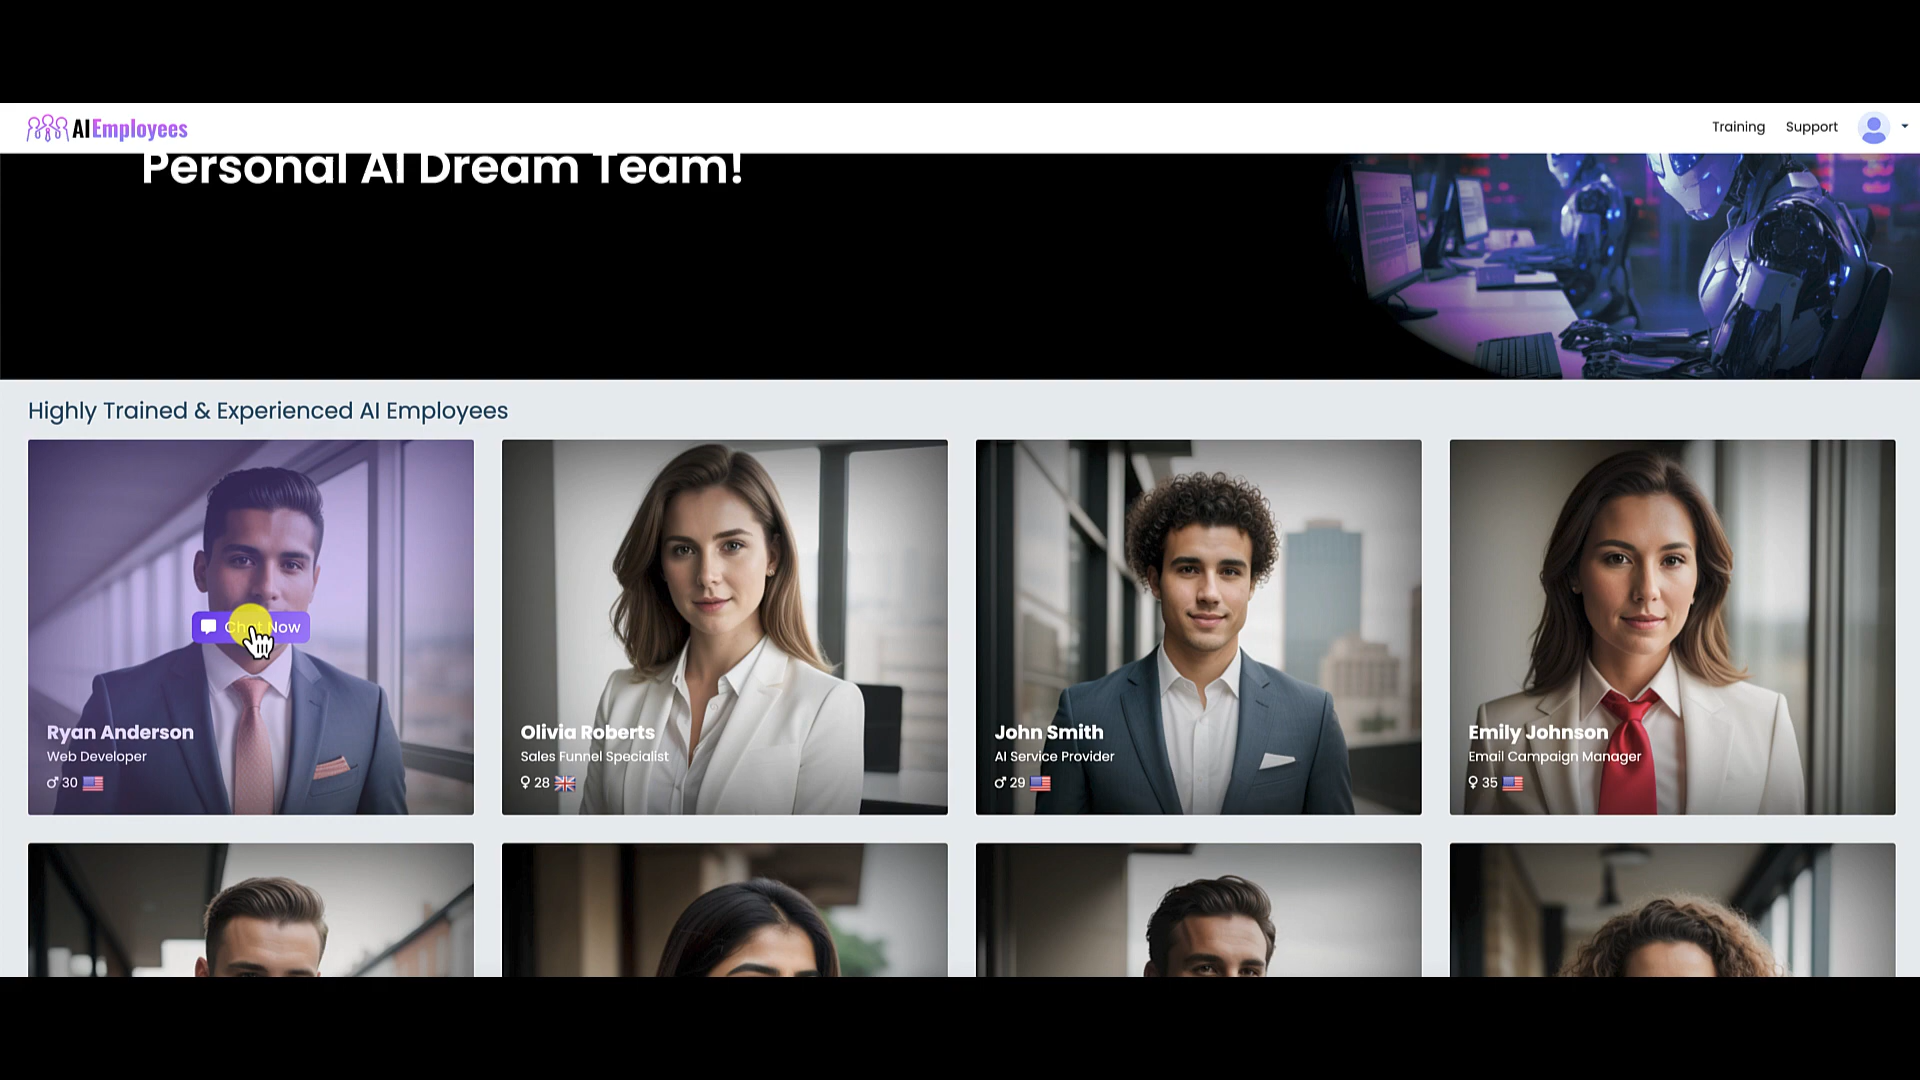 AIEmployees
Training
Support
Personal AI Dream Team!
Highly Trained & Experienced AI Employees
Chat Now
Ryan Anderson
Web Developer
30
Olivia Roberts
Sales Funnel Specialist
28
John Smith
AI Service Provider
29
Emily Johnson
Email Campaign Manager
35